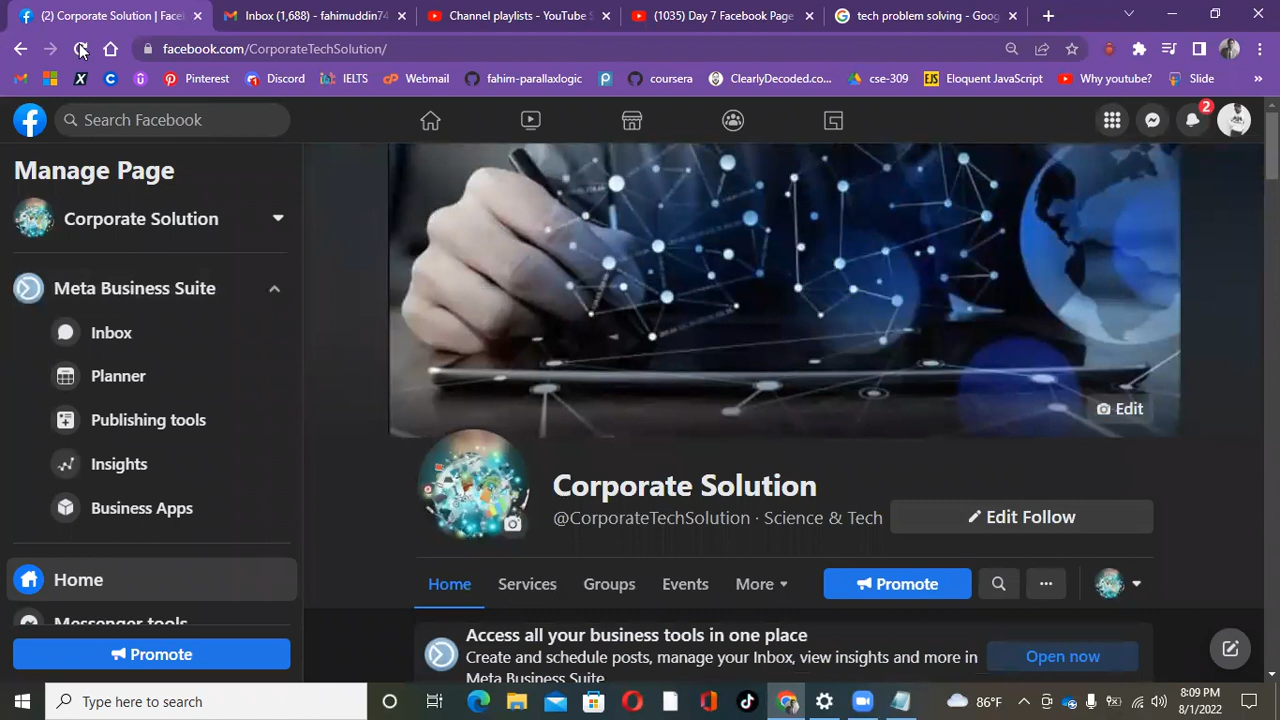 (2) Corporate Solution | Face
Inbox (1,688) - fahimuddin74
Channel playlists - YouTube S
(1035) Day 7 Facebook Page
tech problem solving - Goog
facebook.com/CorporateTechSolution/
Pinterest
Discord
IELTS
Webmail
fahim-parallaxlogic
coursera
ClearlyDecoded.co...
cse-309
EJS Eloquent JavaScript
Why youtube?
Slide
Search Facebook
2
Manage Page
Corporate Solution
Meta Business Suite
Inbox
Planner
Publishing tools
Insights
Business Apps
Home
Messenger tools
Promote
Edit
Corporate Solution
@CorporateTechSolution · Science & Tech
Edit Follow
Home
Services
Groups
Events
More
Promote
Access all your business tools in one place
Create and schedule posts, manage your Inbox, view insights and more in
Meta Business Suite.
Open now
Type here to search
86°F
8:09 PM
8/1/2022